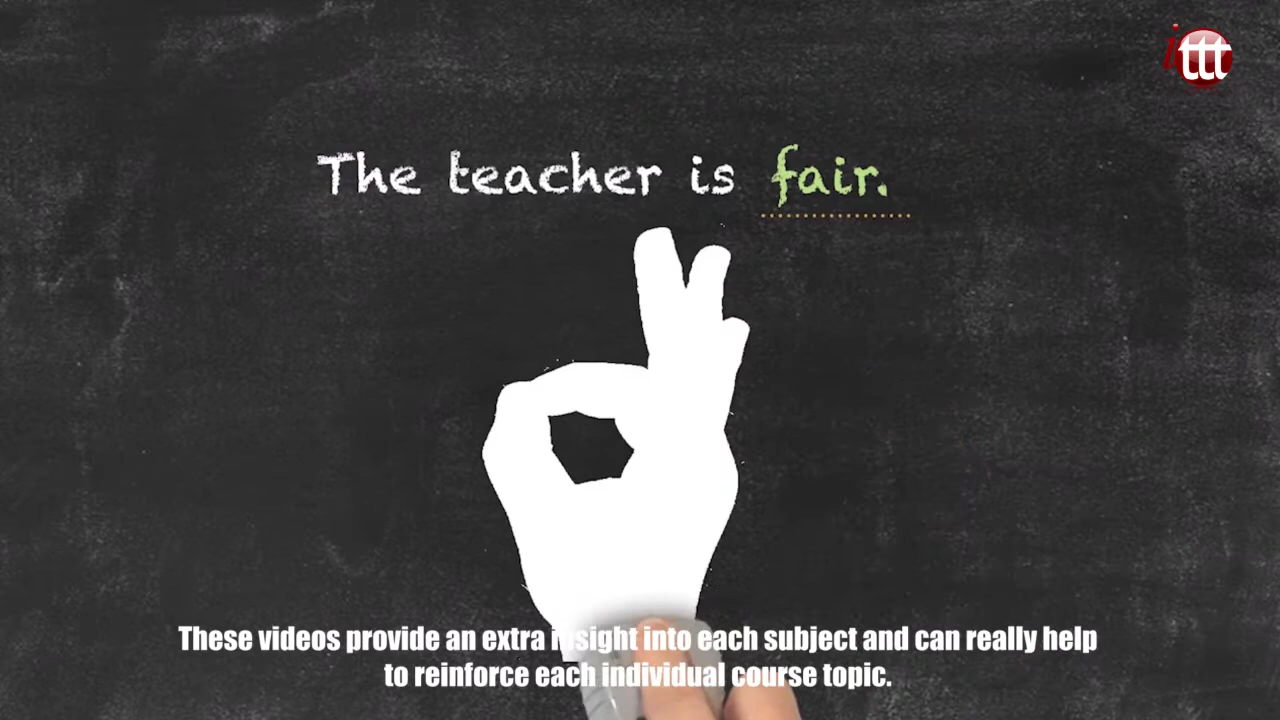 ittt
The teacher is fair.
These videos provide an extra insight into each subject and can really help
to reinforce each individual course topic.